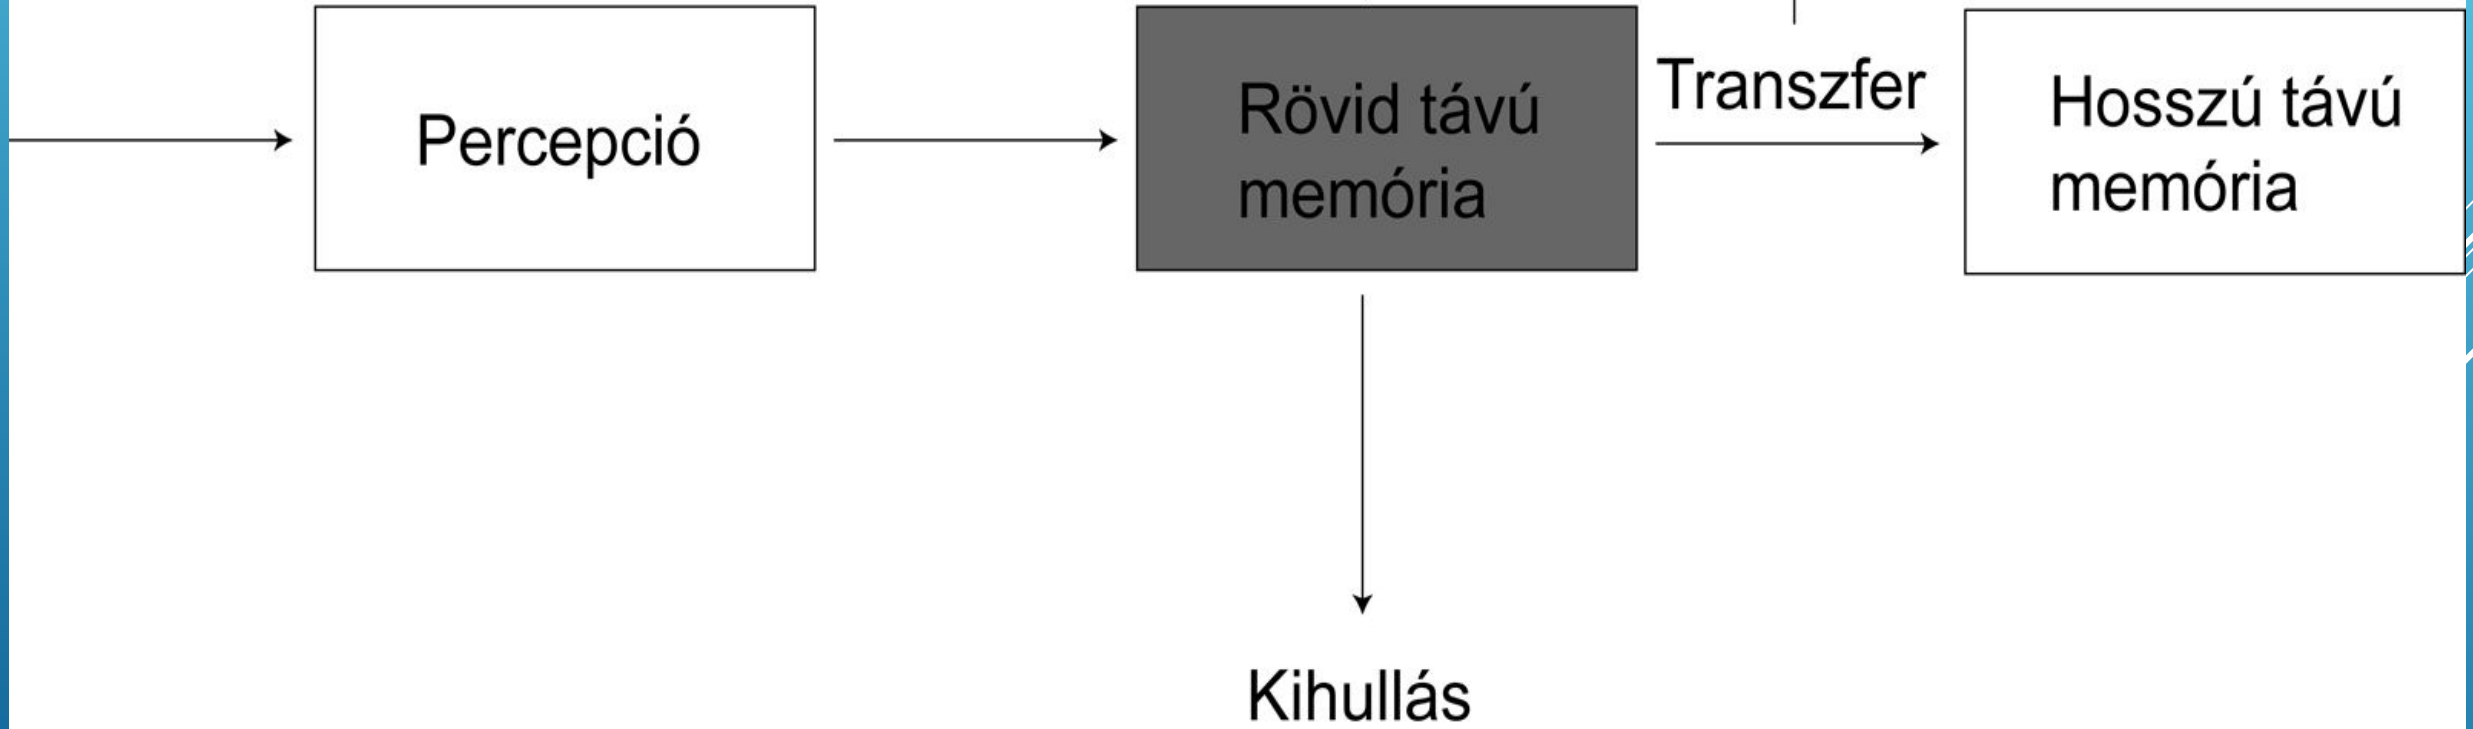 Percepció
Rövid távú
memória
Transzfer
Hosszú távú
memória
Kihullás